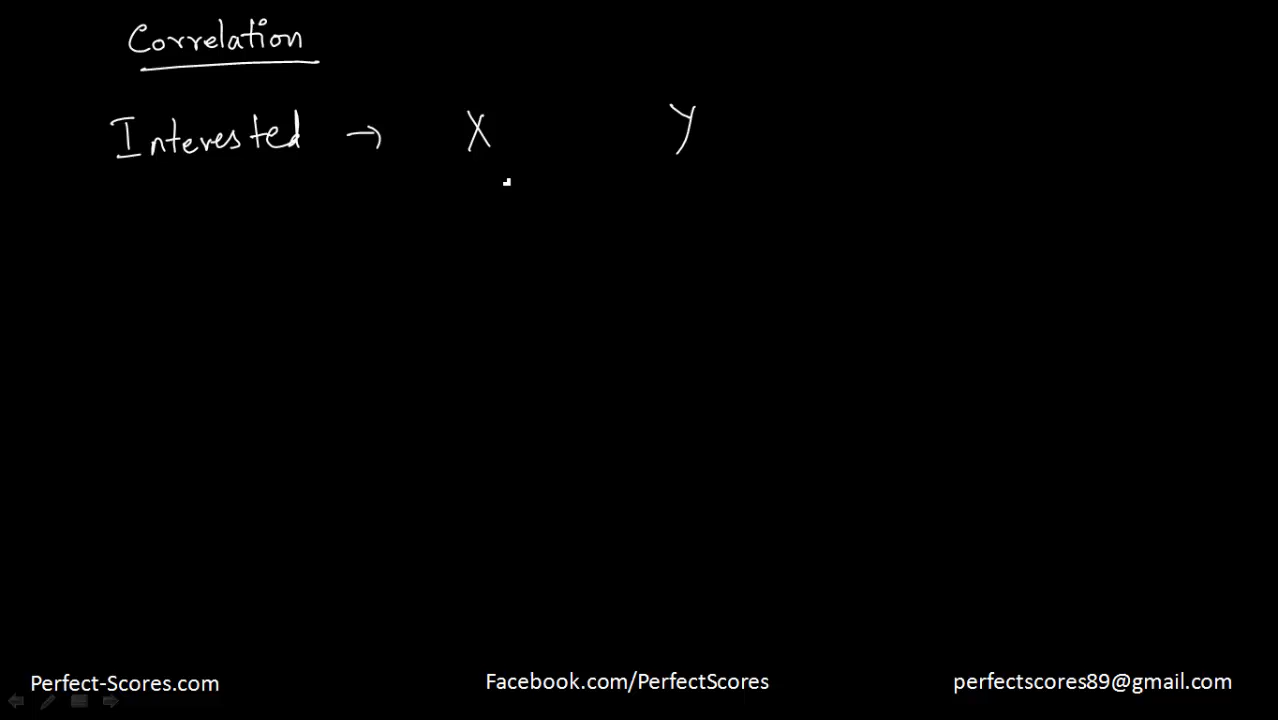 Correlation
Interested → X Y
Perfect-Scores.com Facebook.com/PerfectScores perfectscores89@gmail.com